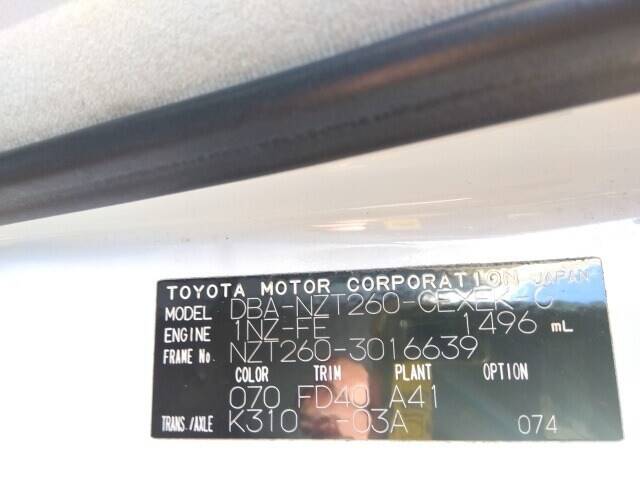 TOYOTA MOTOR CORPORATION JAPAN
MODEL DBA-NZT260-CEXEK-C
ENGINE 1NZ-FE 1496 mL
FRAME No. NZT260-3016639
COLOR TRIM PLANT OPTION
070 FD40 A41
TRANS./AXLE K310 -03A 074